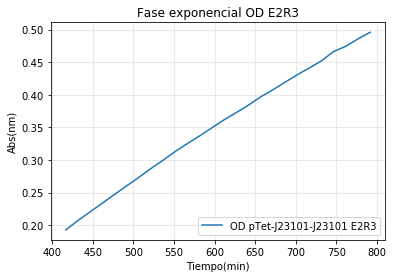 Fase exponencial OD E2R3
Abs(nm)
0.50
0.45
0.40
0.35
0.30
0.25
0.20
OD pTet-J23101-J23101 E2R3
400 450 500 550 600 650 700 750 800
Tiempo(min)